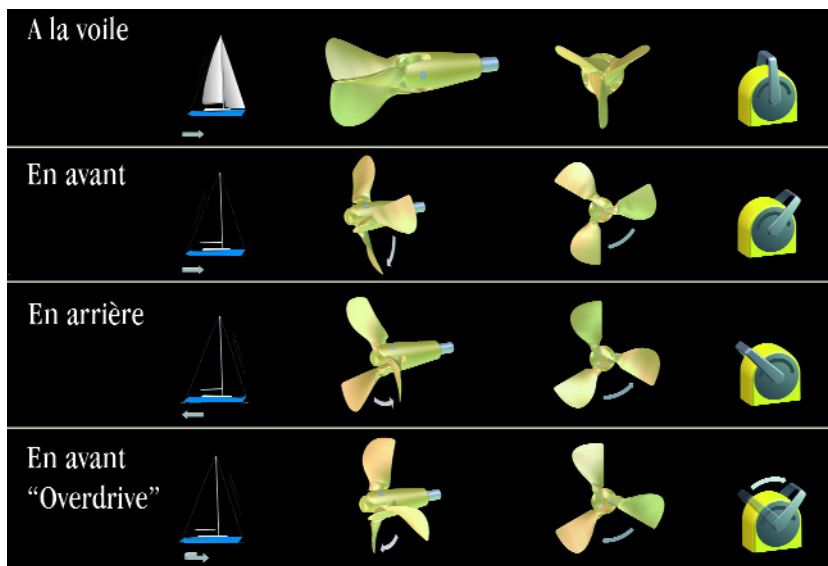 A la voile
En avant
En arrière
En avant
“Overdrive”